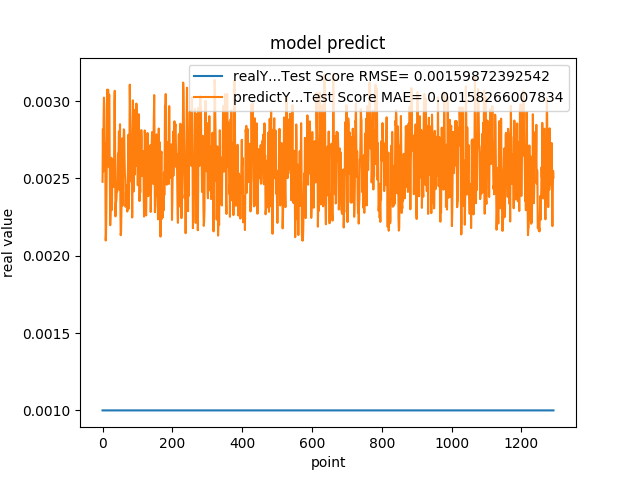 model predict
realY...Test Score RMSE= 0.00159872392542
predictY...Test Score MAE= 0.00158266007834
0.0030
0.0025
0.0020
0.0015
0.0010
real value
0 200 400 600 800 1000 1200
point